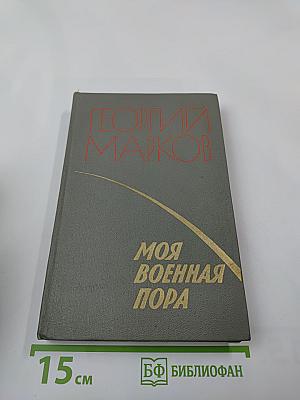 ГЕОРГИЙ
МАРКОВ
МОЯ
ВОЕННАЯ
ПОРА
15 см
БФ БИБЛИОФАН